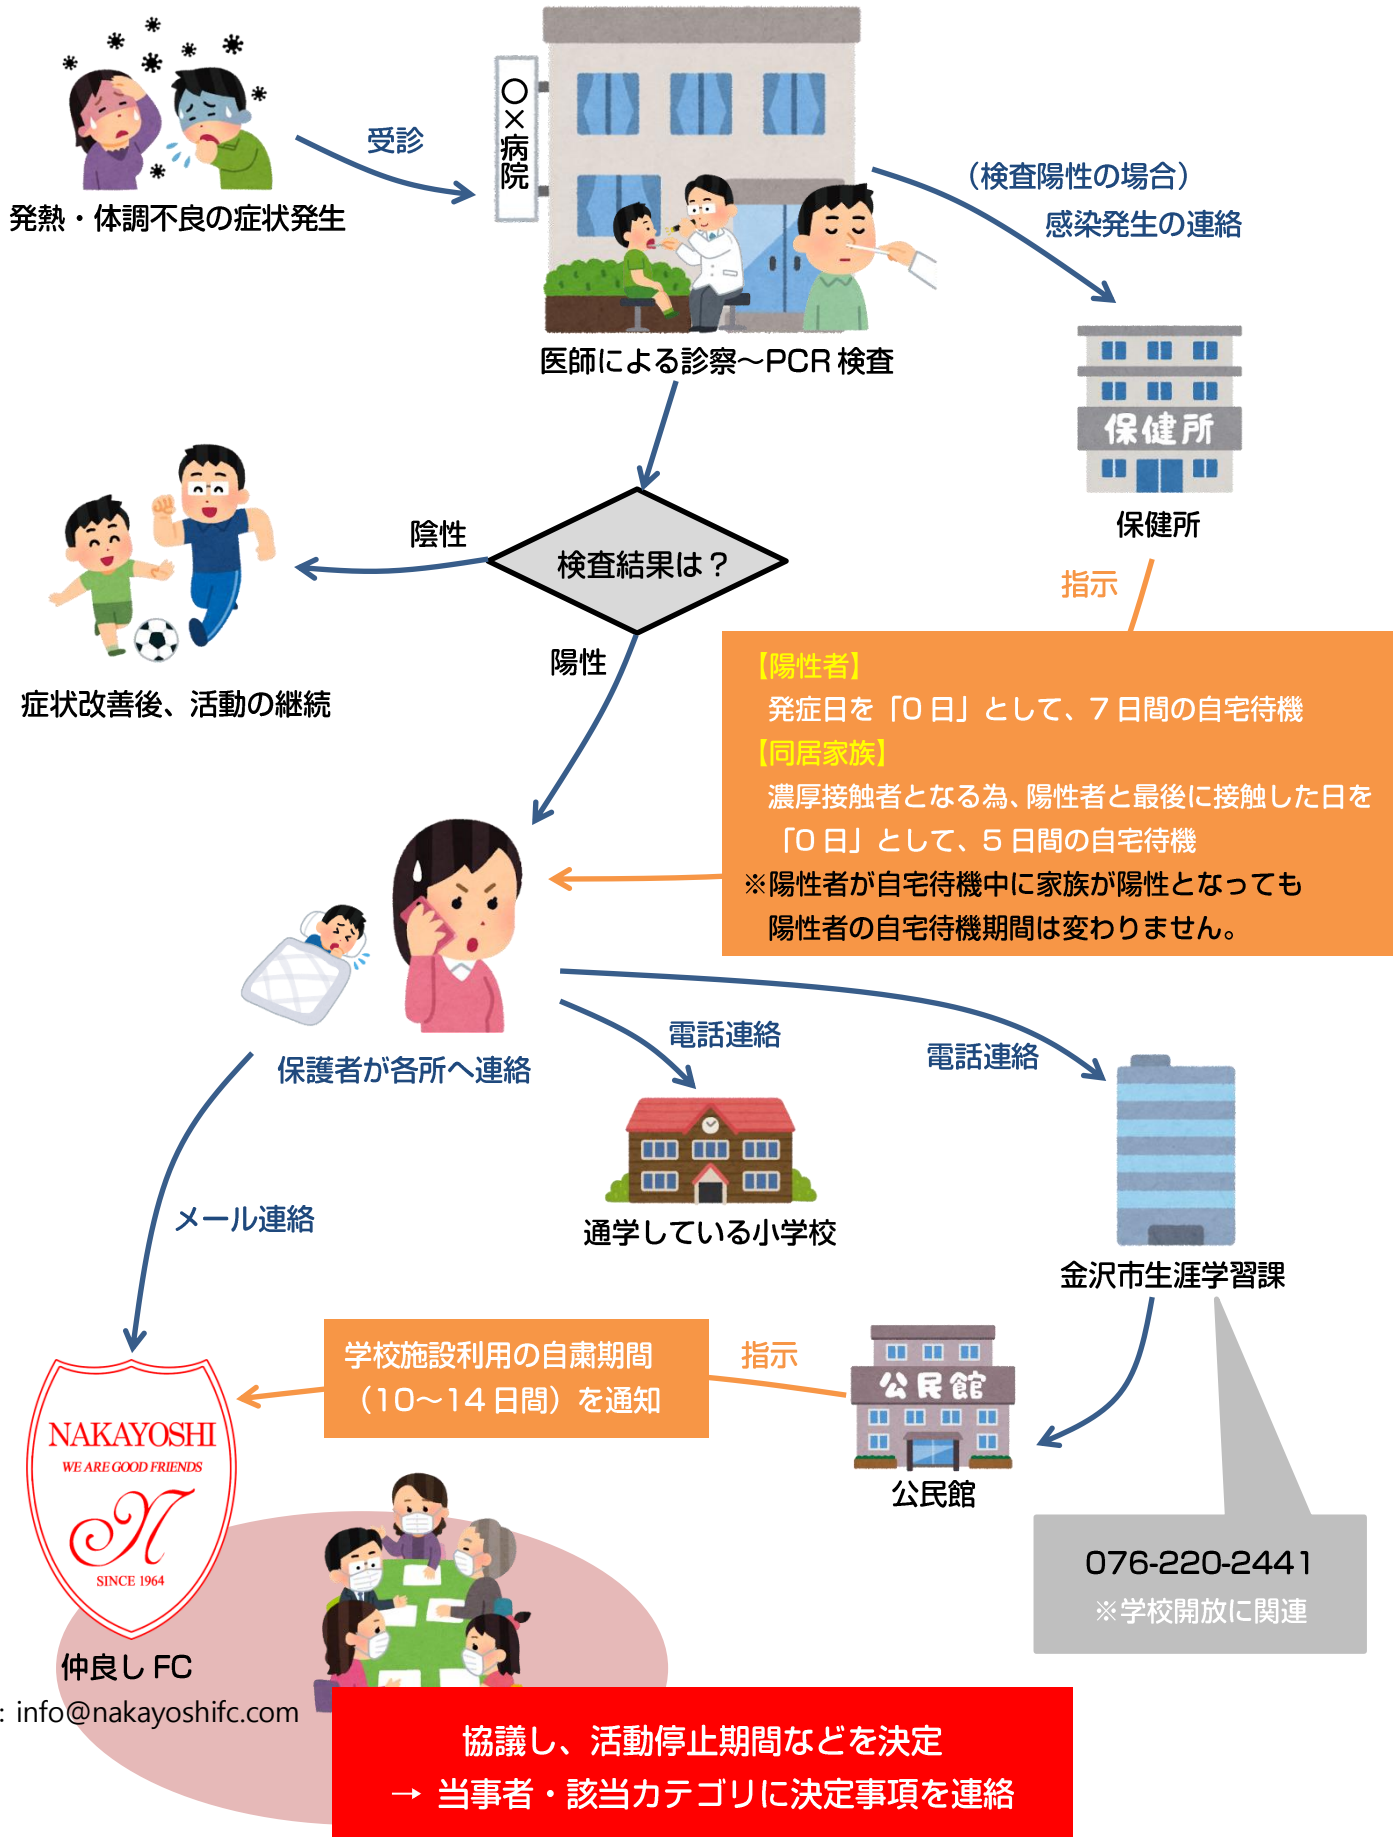 発熱・体調不良の症状発生
受診
〇×病院
医師による診察～PCR 検査
（検査陽性の場合）
感染発生の連絡
保健所
保健所
検査結果は？
陰性
症状改善後、活動の継続
陽性
指示
【陽性者】
発症日を「0 日」として、7 日間の自宅待機
【同居家族】
濃厚接触者となる為、陽性者と最後に接触した日を
「0 日」として、5 日間の自宅待機
※陽性者が自宅待機中に家族が陽性となっても
陽性者の自宅待機期間は変わりません。
保護者が各所へ連絡
電話連絡
電話連絡
通学している小学校
金沢市生涯学習課
メール連絡
学校施設利用の自粛期間
（10～14 日間）を通知
指示
公民館
公民館
076-220-2441
※学校開放に関連
NAKAYOSHI
WE ARE GOOD FRIENDS
N
SINCE 1964
仲良し FC
: info@nakayoshifc.com
協議し、活動停止期間などを決定
→ 当事者・該当カテゴリに決定事項を連絡